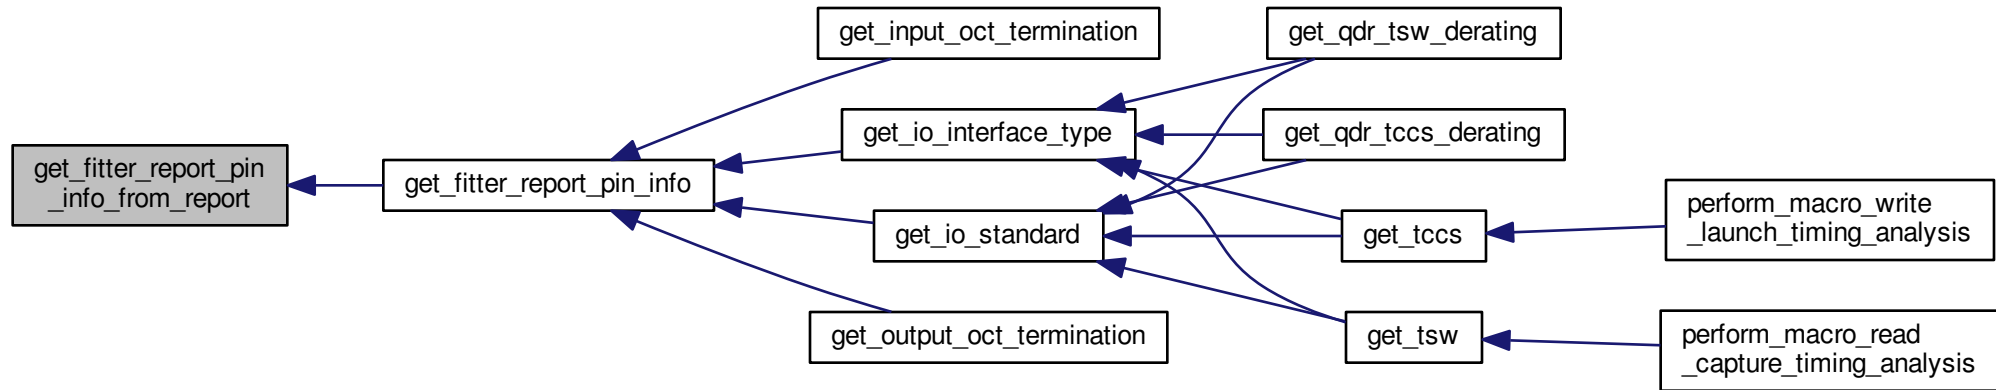 get_fitter_report_pin
_info_from_report
get_fitter_report_pin_info
get_input_oct_termination
get_io_interface_type
get_io_standard
get_output_oct_termination
get_qdr_tsw_derating
get_qdr_tccs_derating
get_tccs
get_tsw
perform_macro_write
_launch_timing_analysis
perform_macro_read
_capture_timing_analysis